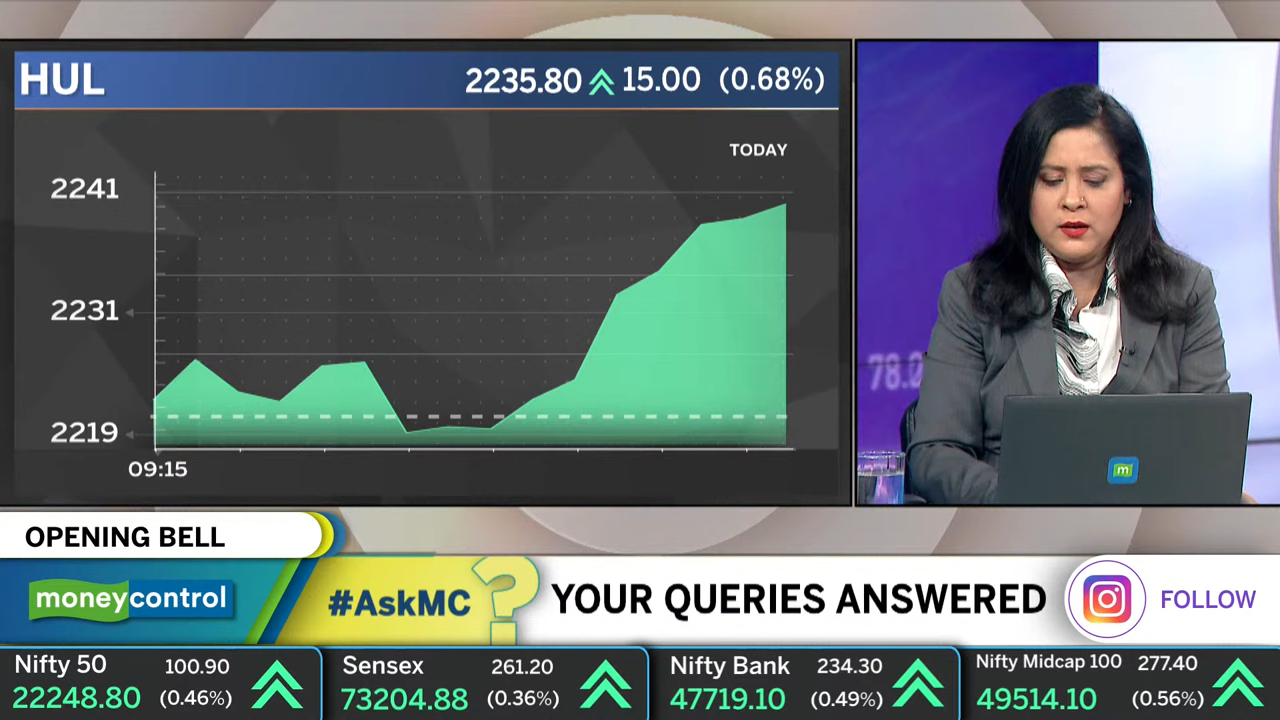 HUL
2235.80 15.00 (0.68%)
TODAY
2241
2231
2219
09:15
78.0
m
OPENING BELL
moneycontrol
#AskMC ?
YOUR QUERIES ANSWERED
FOLLOW
Nifty 50 100.90
22248.80 (0.46%)
Sensex 261.20
73204.88 (0.36%)
Nifty Bank 234.30
47719.10 (0.49%)
Nifty Midcap 100 277.40
49514.10 (0.56%)